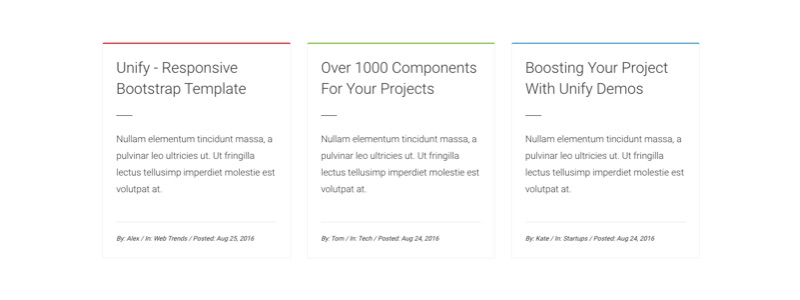 Unify - Responsive
Bootstrap Template
Nullam elementum tincidunt massa, a
pulvinar leo ultricies ut. Ut fringilla
lectus tellusimp imperdiet molestie est
volutpat at.
By: Alex / In: Web Trends / Posted: Aug 25, 2016
Over 1000 Components
For Your Projects
Nullam elementum tincidunt massa, a
pulvinar leo ultricies ut. Ut fringilla
lectus tellusimp imperdiet molestie est
volutpat at.
By: Tom / In: Tech / Posted: Aug 24, 2016
Boosting Your Project
With Unify Demos
Nullam elementum tincidunt massa, a
pulvinar leo ultricies ut. Ut fringilla
lectus tellusimp imperdiet molestie est
volutpat at.
By: Kate / In: Startups / Posted: Aug 24, 2016